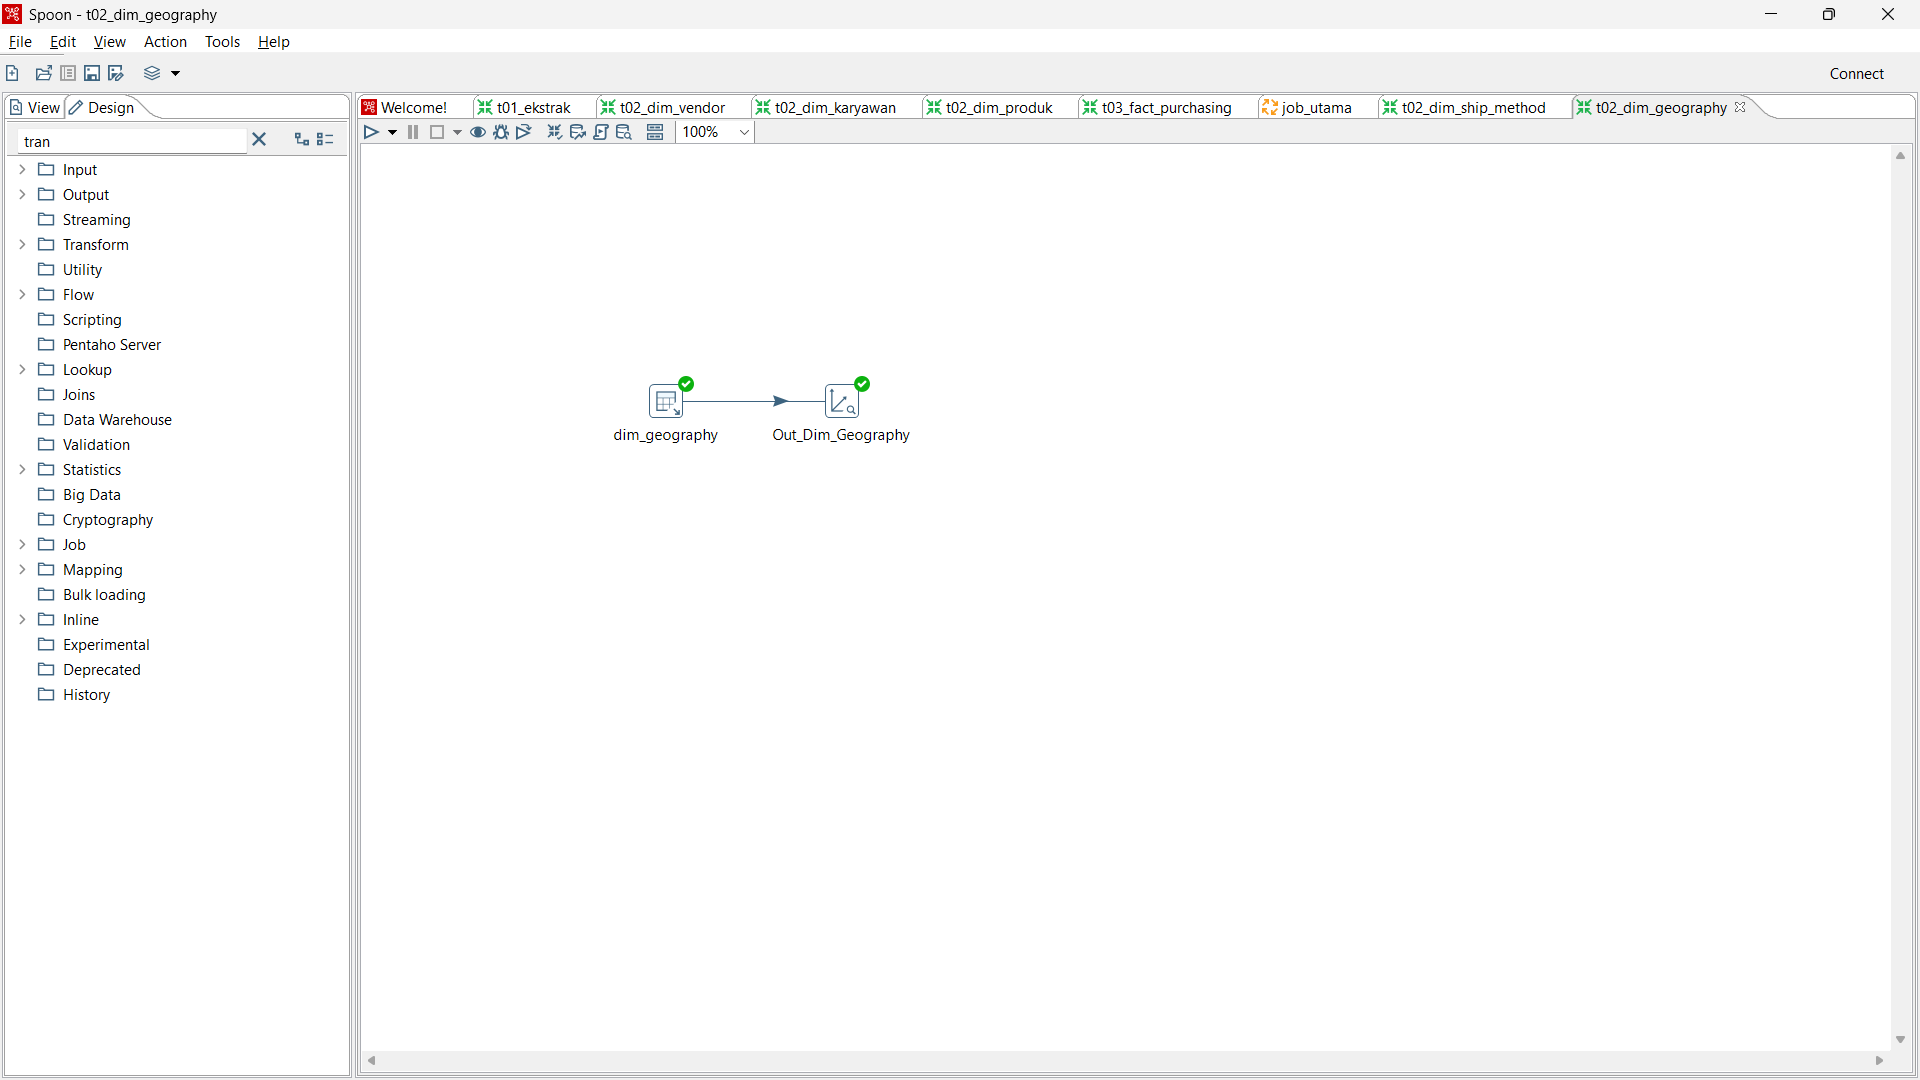 Spoon - t02_dim_geography
File Edit View Action Tools Help
Connect
View Design
Welcome! t01_ekstrak t02_dim_vendor t02_dim_karyawan t02_dim_produk t03_fact_purchasing job_utama t02_dim_ship_method t02_dim_geography
tran
100%
Input
Output
Streaming
Transform
Utility
Flow
Scripting
Pentaho Server
Lookup
Joins
Data Warehouse
Validation
Statistics
Big Data
Cryptography
Job
Mapping
Bulk loading
Inline
Experimental
Deprecated
History
dim_geography Out_Dim_Geography